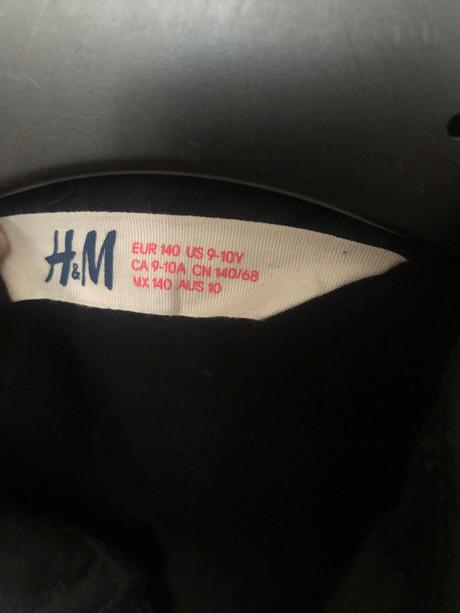 H&M
EUR 140 US 9-10Y
CA 9-10A CN 140/68
MX 140 AUS 10